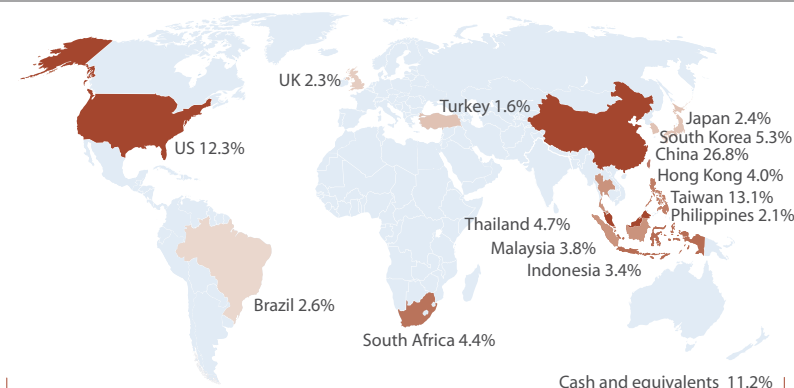 UK 2.3%
Turkey 1.6%
Japan 2.4%
South Korea 5.3%
US 12.3%
China 26.8%
Hong Kong 4.0%
Taiwan 13.1%
Philippines 2.1%
Thailand 4.7%
Malaysia 3.8%
Indonesia 3.4%
Brazil 2.6%
South Africa 4.4%
Cash and equivalents 11.2%